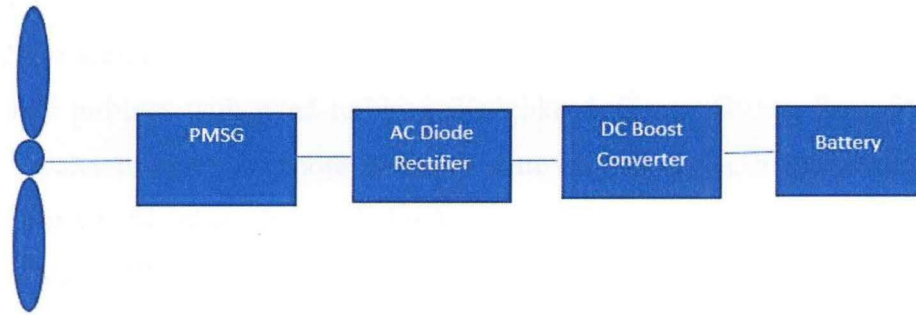 PMSG
AC Diode
Rectifier
DC Boost
Converter
Battery